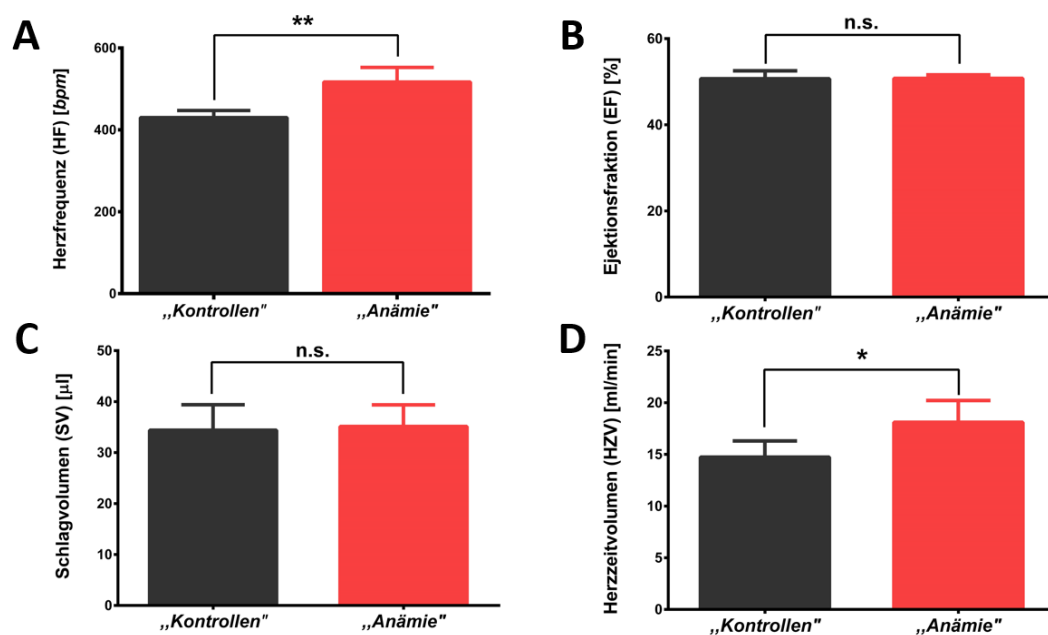 A
**
Herzfrequenz (HF) [bpm]
600
400
200
0
,,Kontrollen"
,,Anämie"
B
n.s.
Ejektionsfraktion (EF) [%]
60
40
20
0
,,Kontrollen"
,,Anämie"
C
n.s.
Schlagvolumen (SV) [µl]
50
40
30
20
10
0
,,Kontrollen"
,,Anämie"
D
*
Herzzeitvolumen (HZV) [ml/min]
25
20
15
10
5
0
,,Kontrollen"
,,Anämie"